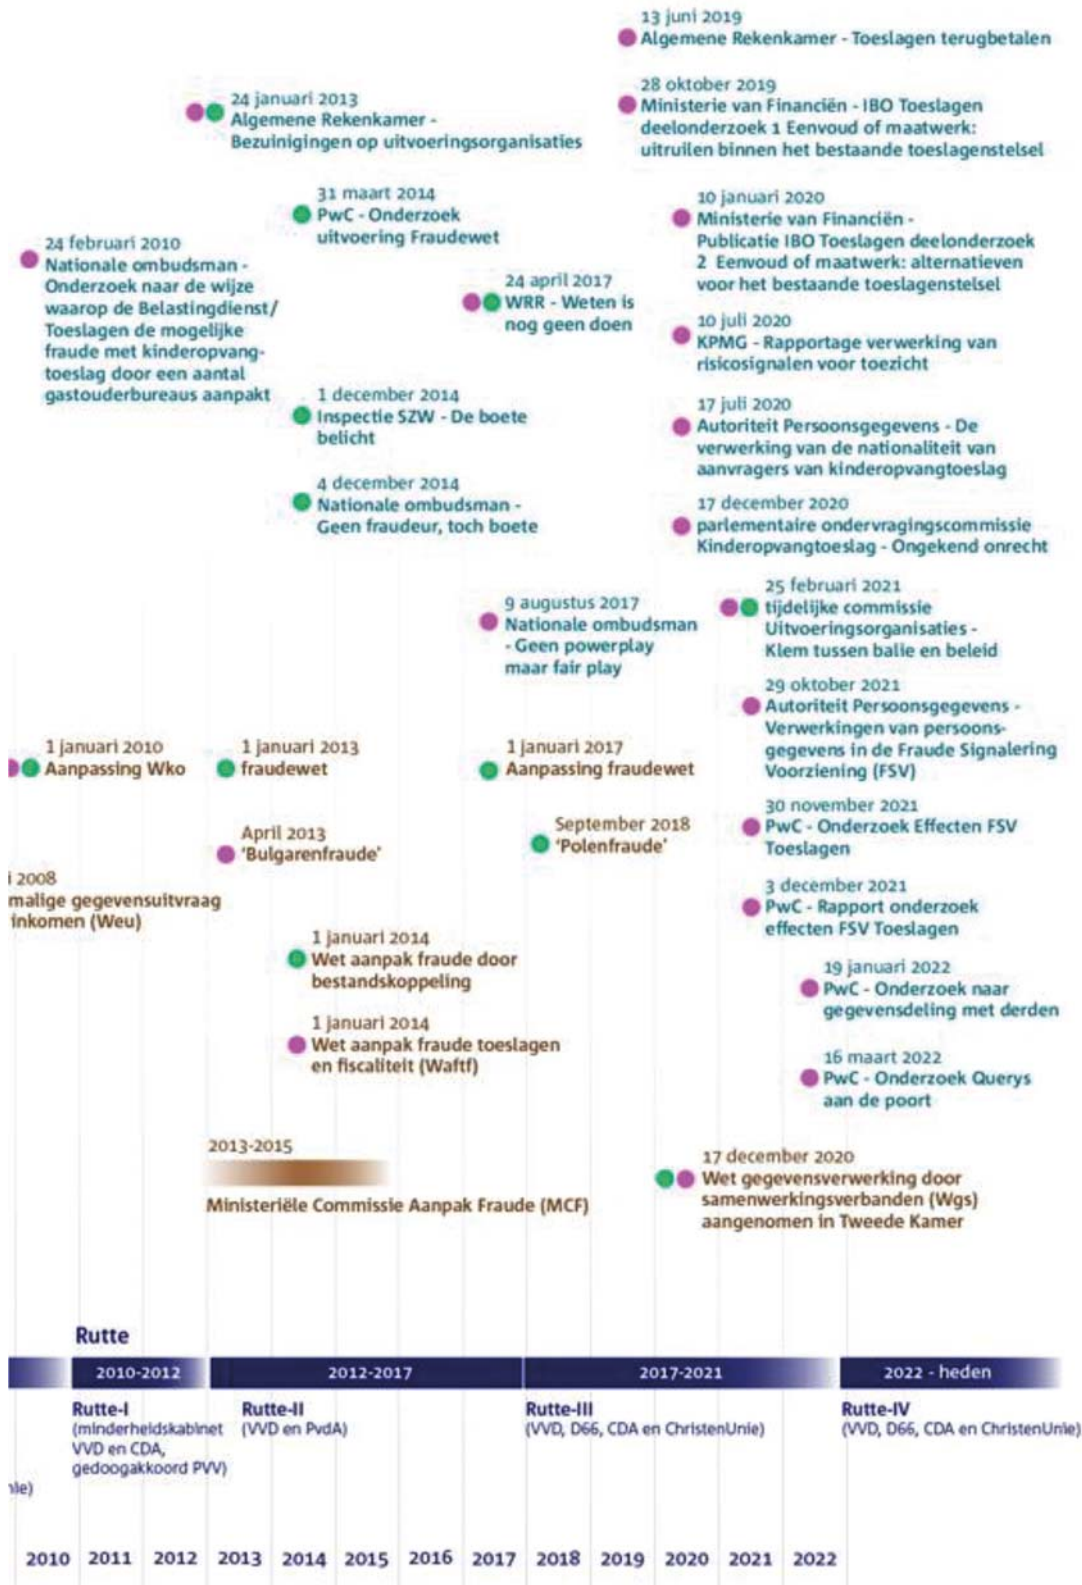 13 juni 2019
Algemene Rekenkamer - Toeslagen terugbetalen
28 oktober 2019
Ministerie van Financiën - IBO Toeslagen
deelonderzoek 1 Eenvoud of maatwerk:
uitruilen binnen het bestaande toeslagenstelsel
24 januari 2013
Algemene Rekenkamer -
Bezuinigingen op uitvoeringsorganisaties
31 maart 2014
PwC - Onderzoek
uitvoering Fraudewet
10 januari 2020
Ministerie van Financiën -
Publicatie IBO Toeslagen deelonderzoek
2 Eenvoud of maatwerk: alternatieven
voor het bestaande toeslagenstelsel
24 februari 2010
Nationale ombudsman -
Onderzoek naar de wijze
waarop de Belastingdienst/
Toeslagen de mogelijke
fraude met kinderopvang-
toeslag door een aantal
gastouderbureaus aanpakt
24 april 2017
WRR - Weten is
nog geen doen
10 juli 2020
KPMG - Rapportage verwerking van
risicosignalen voor toezicht
1 december 2014
Inspectie SZW - De boete
belicht
17 juli 2020
Autoriteit Persoonsgegevens - De
verwerking van de nationaliteit van
aanvragers van kinderopvangtoeslag
4 december 2014
Nationale ombudsman -
Geen fraudeur, toch boete
17 december 2020
parlementaire ondervragingscommissie
Kinderopvangtoeslag - Ongekend onrecht
25 februari 2021
tijdelijke commissie
Uitvoeringsorganisaties -
Klem tussen balie en beleid
9 augustus 2017
Nationale ombudsman
- Geen powerplay
maar fair play
29 oktober 2021
Autoriteit Persoonsgegevens -
Verwerkingen van persoons-
gegevens in de Fraude Signalering
Voorziening (FSV)
1 januari 2010
Aanpassing Wko
1 januari 2013
fraudewet
1 januari 2017
Aanpassing fraudewet
30 november 2021
PwC - Onderzoek Effecten FSV
Toeslagen
April 2013
'Bulgarenfraude'
September 2018
'Polenfraude'
i 2008
malige gegevensuitvraag
inkomen (Weu)
3 december 2021
PwC - Rapport onderzoek
effecten FSV Toeslagen
1 januari 2014
Wet aanpak fraude door
bestandskoppeling
19 januari 2022
PwC - Onderzoek naar
gegevensdeling met derden
1 januari 2014
Wet aanpak fraude toeslagen
en fiscaliteit (Waftf)
16 maart 2022
PwC - Onderzoek Querys
aan de poort
2013-2015
Ministeriële Commissie Aanpak Fraude (MCF)
17 december 2020
Wet gegevensverwerking door
samenwerkingsverbanden (Wgs)
aangenomen in Tweede Kamer
Rutte
2010-2012 2012-2017 2017-2021 2022 - heden
Rutte-I
(minderheidskabinet
VVD en CDA,
gedoogakkoord PVV)
Rutte-II
(VVD en PvdA)
Rutte-III
(VVD, D66, CDA en ChristenUnie)
Rutte-IV
(VVD, D66, CDA en ChristenUnie)
nie)
2010 2011 2012 2013 2014 2015 2016 2017 2018 2019 2020 2021 2022